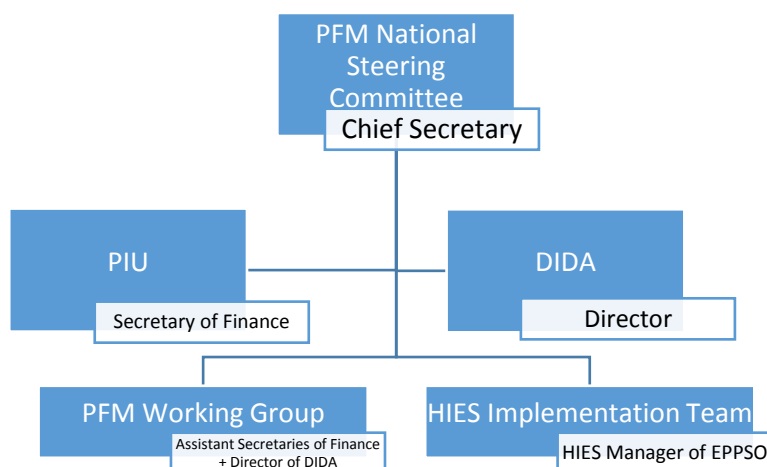 PFM National
Steering
Committee
Chief Secretary
PIU
Secretary of Finance
DIDA
Director
PFM Working Group
Assistant Secretaries of Finance
+ Director of DIDA
HIES Implementation Team
HIES Manager of EPPSO